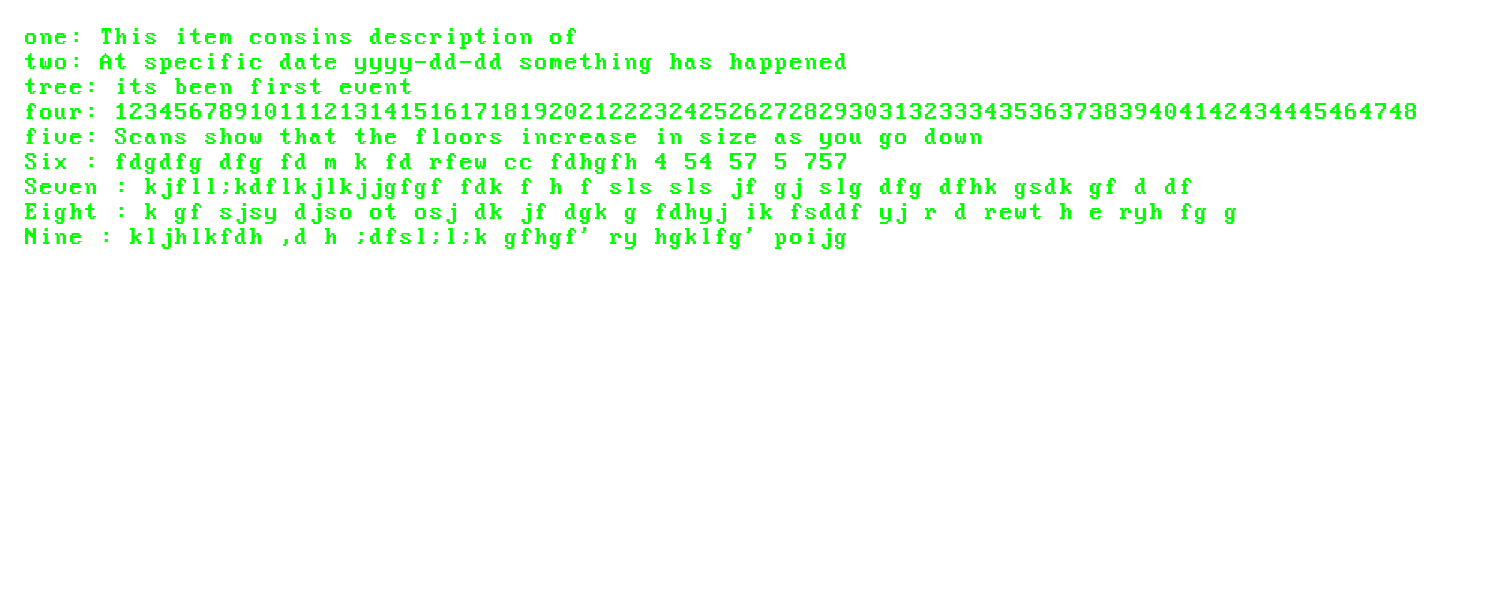 one: This item consins description of
two: At specific date yyyy-dd-dd something has happened
tree: its been first event
four: 123456789101112131415161718192021222324252627282930313233343536373839404142434445464748
five: Scans show that the floors increase in size as you go down
Six : fdgdfg dfg fd m k fd rfew cc fdhgfh 4 54 57 5 757
Seven : kjfll;kdflkjlkjjgfgf fdk f h f sls sls jf gj slg dfg dfhk gsdk gf d df
Eight : k gf sjsy djso ot osj dk jf dgk g fdhyj ik fsddf yj r d rewt h e ryh fg g
Nine : kljhlkfdh ,d h ;dfsl;l;k gfhgf' ry hgklfg' poijg